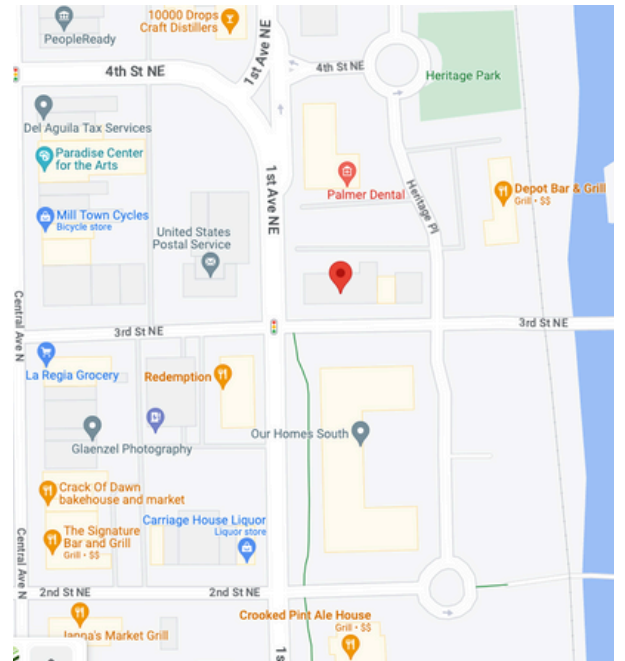 PeopleReady
10000 Drops
Craft Distillers
1st Ave NE
4th St NE
4th St NE
Heritage Park
Del Aguila Tax Services
Paradise Center
for the Arts
1st Ave NE
Palmer Dental
Heritage Pl
Depot Bar & Grill
Grill • $$
Mill Town Cycles
Bicycle store
United States
Postal Service
Central Ave N
3rd St NE
3rd St NE
La Regia Grocery
Redemption
Glaenzel Photography
Our Homes South
Crack Of Dawn
bakehouse and market
The Signature
Bar and Grill
Grill • $$
Carriage House Liquor
Liquor store
Central Ave N
2nd St NE
2nd St NE
Crooked Pint Ale House
Grill • $$
Market Grill